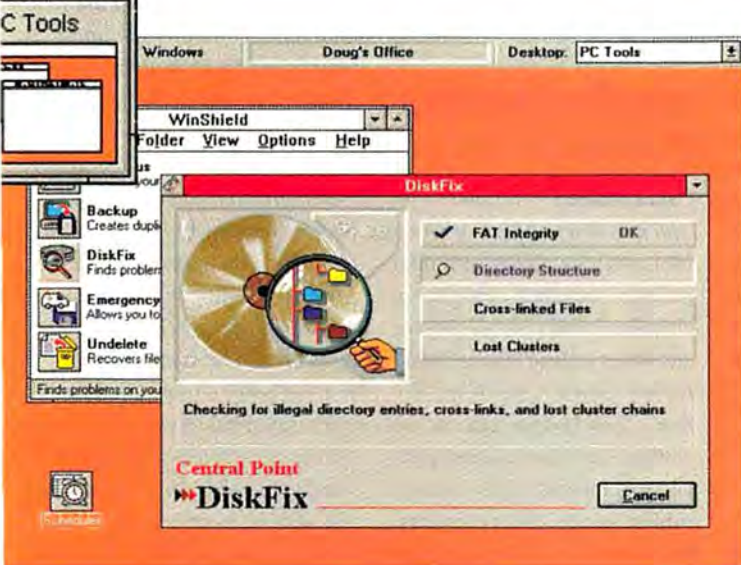 C Tools
Windows
Doug's Office
Desktop: PC Tools
WinShield
Folder View Options Help
Backup
Creates dupli
DiskFix
Finds problem
Emergency
Allows you to
Undelete
Recovers file
Finds problems on you
DiskFix
FAT Integrity OK
Directory Structure
Cross-linked Files
Lost Clusters
Checking for illegal directory entries, cross-links, and lost cluster chains
Central Point
DiskFix
Cancel
Scheduler